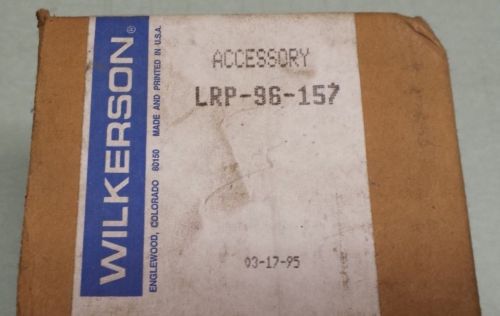 WILKERSON®
ENGLEWOOD, COLORADO 80150 MADE AND PRINTED IN U.S.A.
ACCESSORY
LRP-96-157
03-17-95